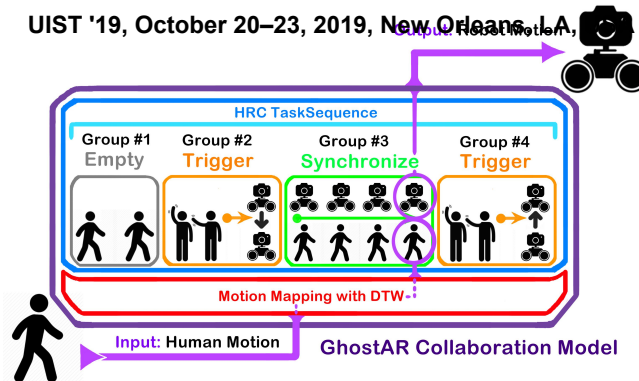 UIST '19, October 20–23, 2019, New Orleans, LA,
Output: Robot Motion
HRC TaskSequence
Group #1
Empty
Group #2
Trigger
Group #3
Synchronize
Group #4
Trigger
Motion Mapping with DTW
Input: Human Motion
GhostAR Collaboration Model